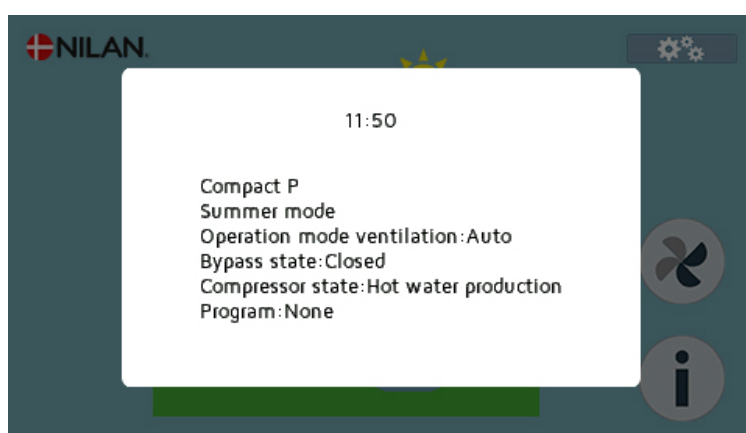 NILAN.
11:50
Compact P
Summer mode
Operation mode ventilation:Auto
Bypass state:Closed
Compressor state:Hot water production
Program:None